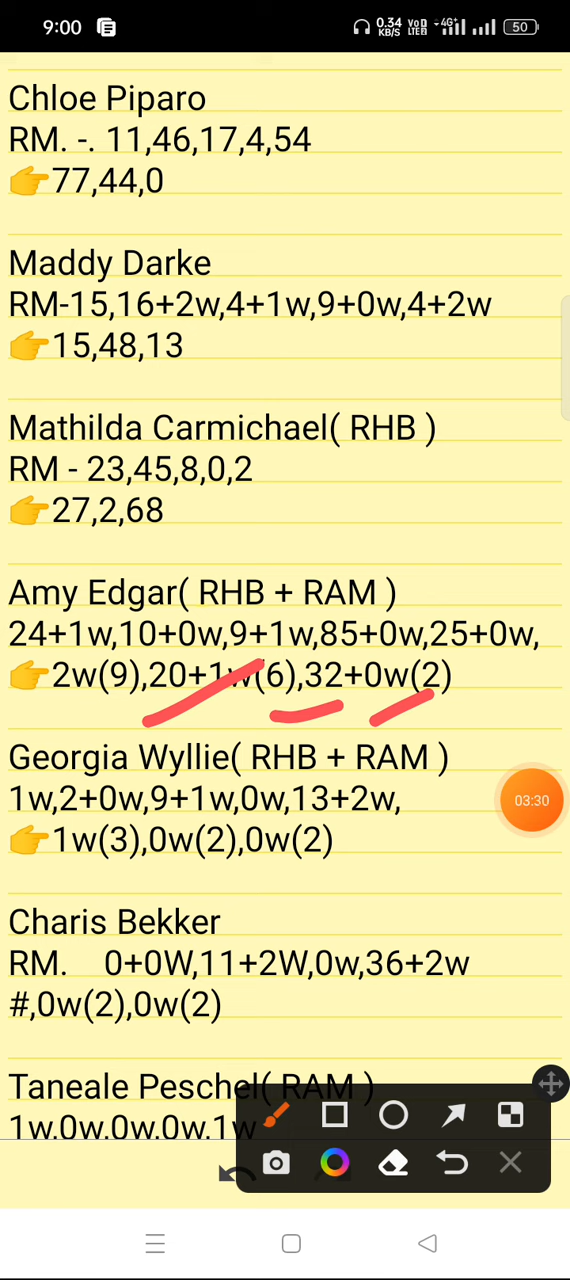 9:00
0.34 KB/S VoD LTE2 4G+ 50
Chloe Piparo
RM. -. 11,46,17,4,54
👉77,44,0
Maddy Darke
RM-15,16+2w,4+1w,9+0w,4+2w
👉15,48,13
Mathilda Carmichael( RHB )
RM - 23,45,8,0,2
👉27,2,68
Amy Edgar( RHB + RAM )
24+1w,10+0w,9+1w,85+0w,25+0w,
👉2w(9),20+1w(6),32+0w(2)
Georgia Wyllie( RHB + RAM )
1w,2+0w,9+1w,0w,13+2w,
03:30
👉1w(3),0w(2),0w(2)
Charis Bekker
RM. 0+0W,11+2W,0w,36+2w
#,0w(2),0w(2)
Taneale Peschel( RAM )
1w,0w,0w,0w,1w